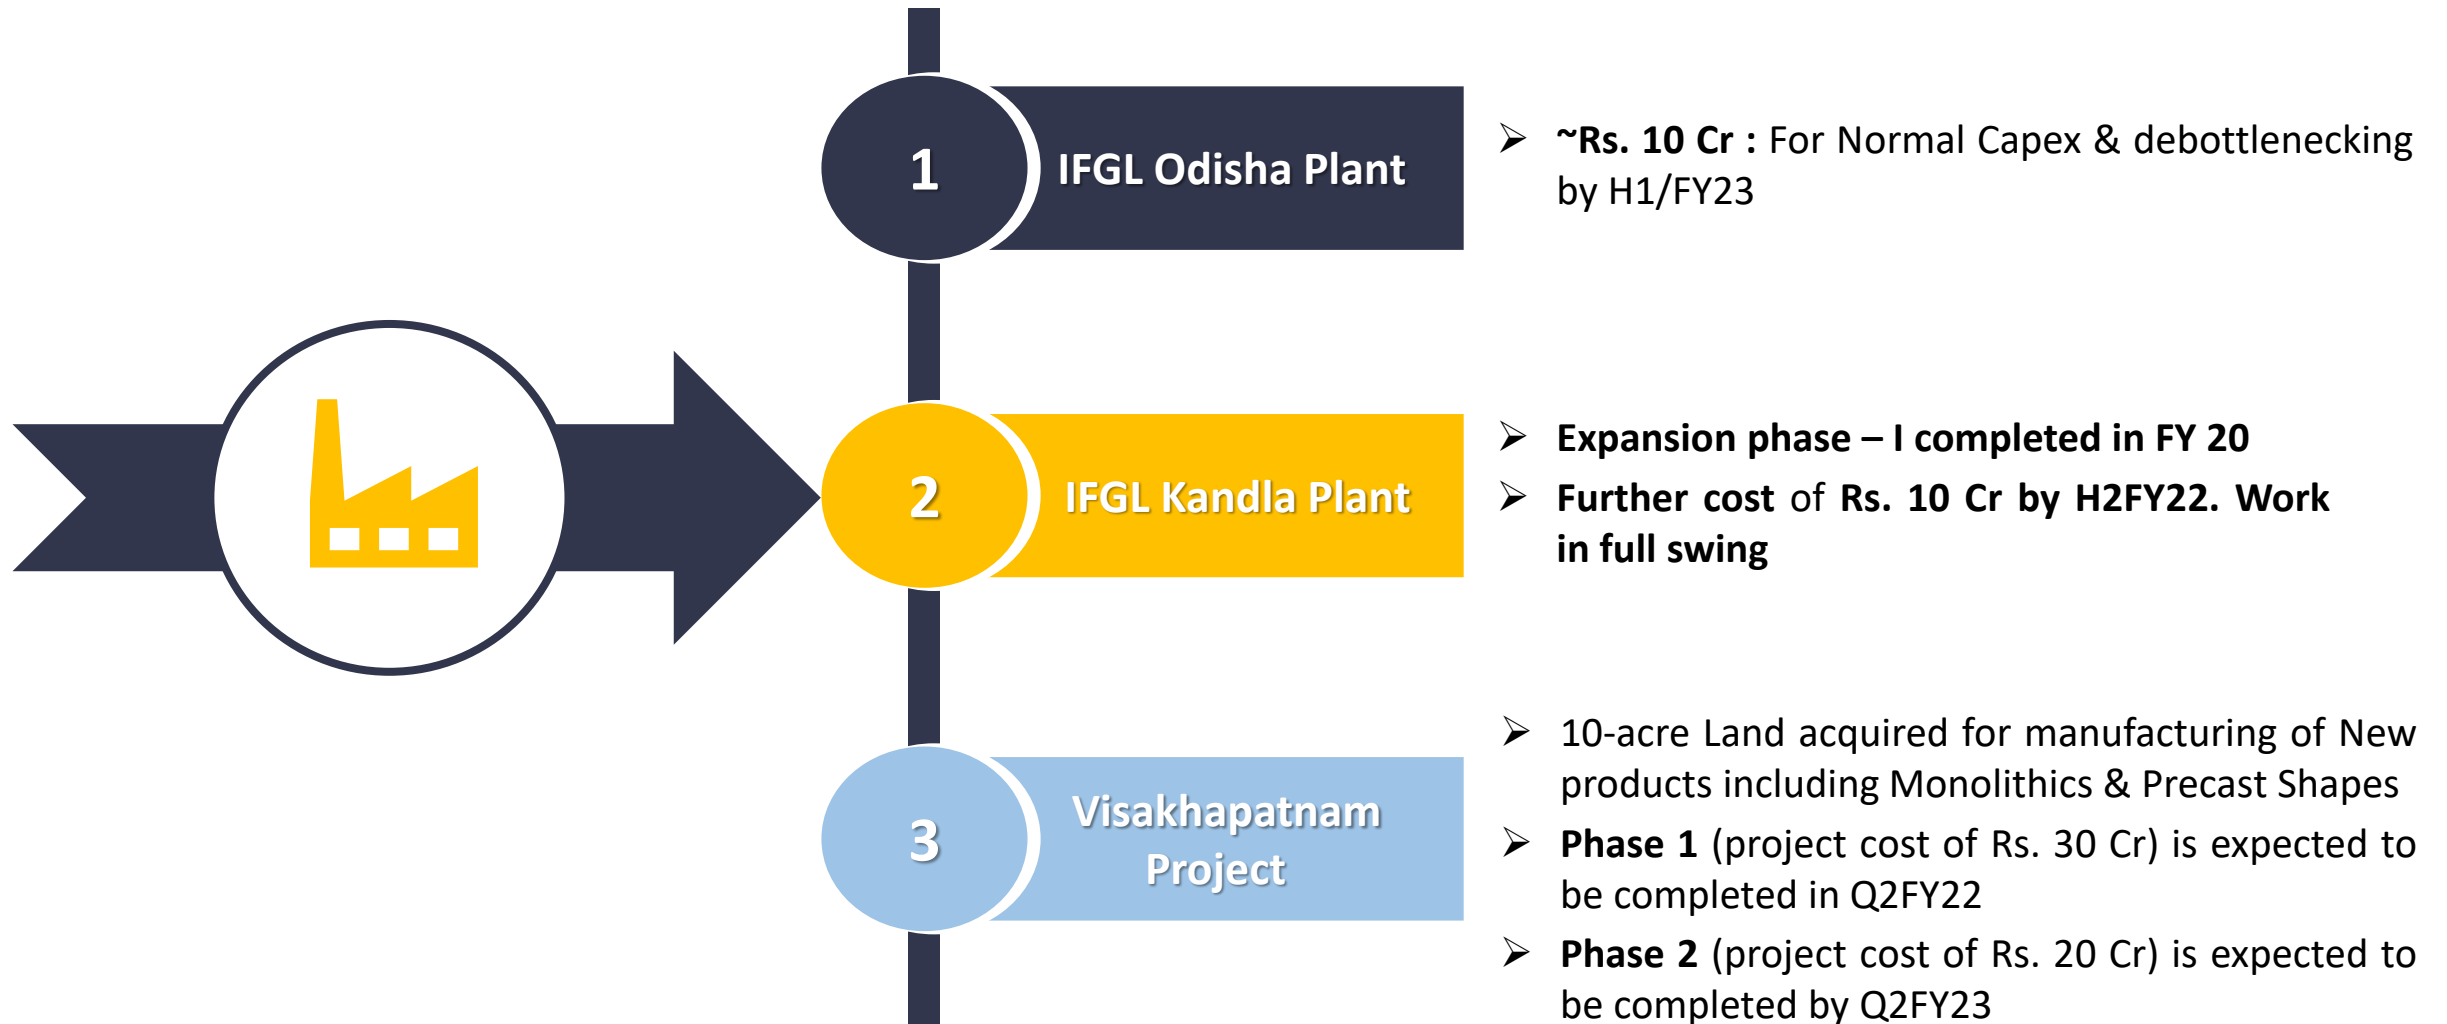 1
IFGL Odisha Plant
➢ ~Rs. 10 Cr : For Normal Capex & debottlenecking
by H1/FY23
2
IFGL Kandla Plant
➢ Expansion phase – I completed in FY 20
➢ Further cost of Rs. 10 Cr by H2FY22. Work
in full swing
3
Visakhapatnam
Project
➢ 10-acre Land acquired for manufacturing of New
products including Monolithics & Precast Shapes
➢ Phase 1 (project cost of Rs. 30 Cr) is expected to
be completed in Q2FY22
➢ Phase 2 (project cost of Rs. 20 Cr) is expected to
be completed by Q2FY23